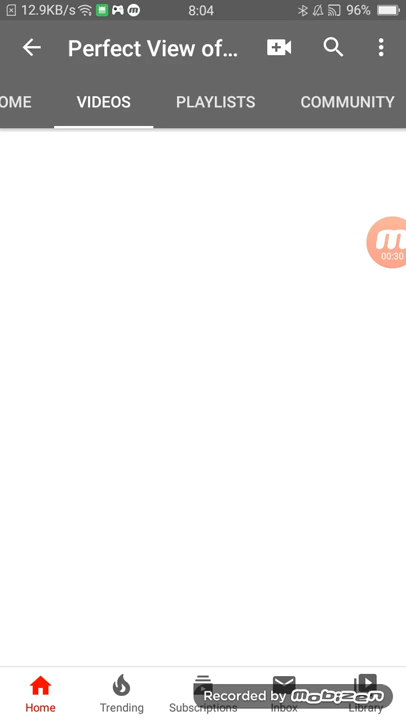 12.9KB/s 8:04 96%
Perfect View of...
OME VIDEOS PLAYLISTS COMMUNITY
00:30
Home Trending Subscriptions Inbox Library
Recorded by mobizen